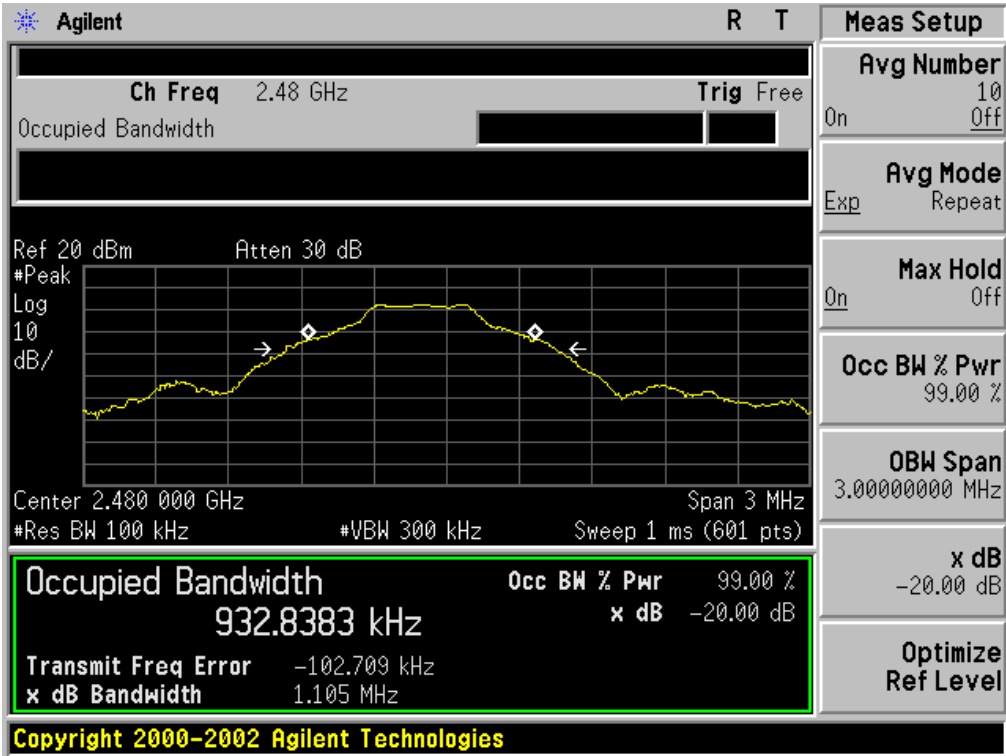 Agilent R T
Ch Freq 2.48 GHz Trig Free
Occupied Bandwidth
Ref 20 dBm Atten 30 dB
#Peak
Log
10
dB/
Center 2.480 000 GHz Span 3 MHz
#Res BW 100 kHz #VBW 300 kHz Sweep 1 ms (601 pts)
Occupied Bandwidth Occ BW % Pwr 99.00 %
932.8383 kHz x dB -20.00 dB
Transmit Freq Error -102.709 kHz
x dB Bandwidth 1.105 MHz
Copyright 2000-2002 Agilent Technologies
Meas Setup
Avg Number
10
On Off
Avg Mode
Exp Repeat
Max Hold
On Off
Occ BW % Pwr
99.00 %
OBW Span
3.00000000 MHz
x dB
-20.00 dB
Optimize
Ref Level